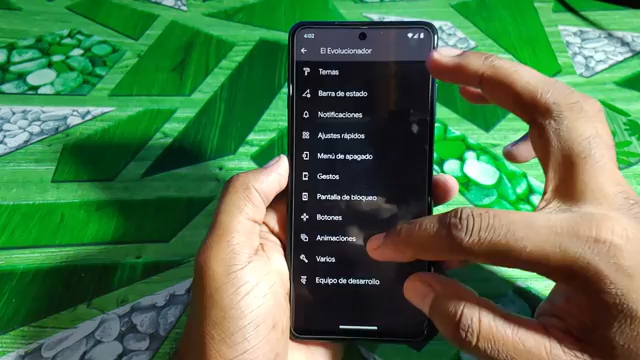 4:02
El Evolucionador
Temas
Barra de estado
Notificaciones
Ajustes rápidos
Menú de apagado
Gestos
Pantalla de bloqueo
Botones
Animaciones
Varios
Equipo de desarrollo